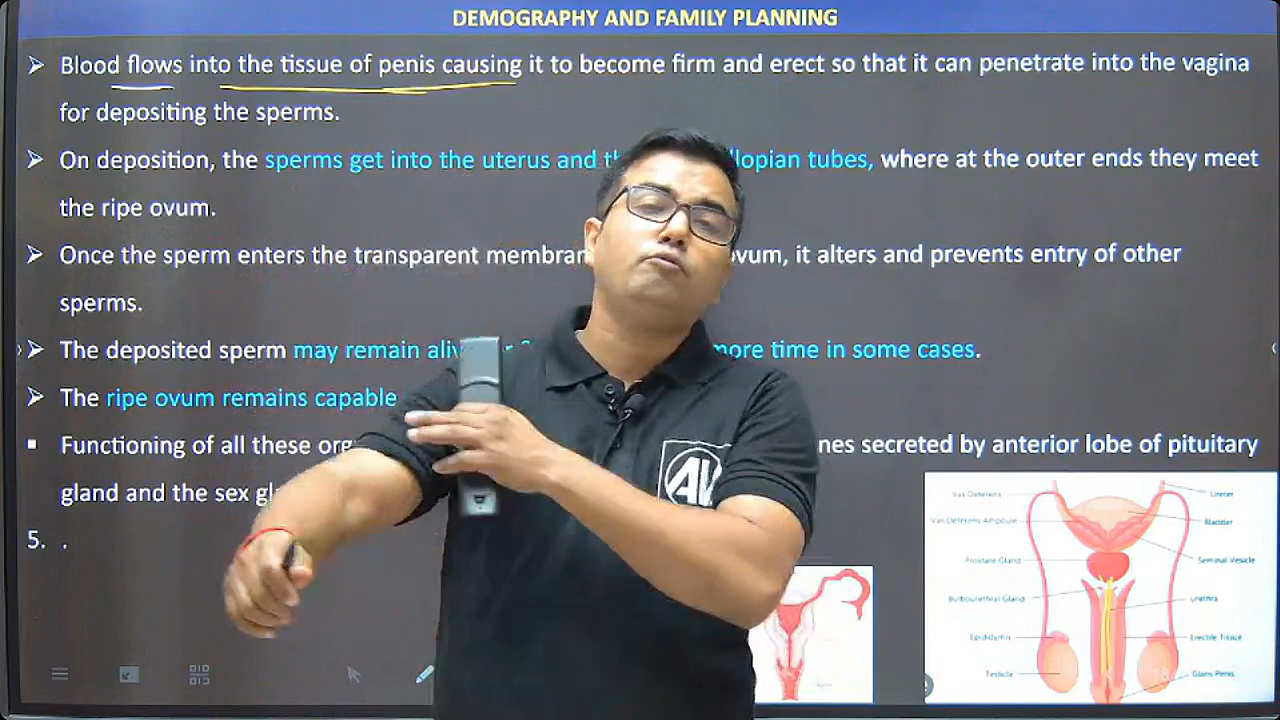 DEMOGRAPHY AND FAMILY PLANNING
➢ Blood flows into the tissue of penis causing it to become firm and erect so that it can penetrate into the vagina
for depositing the sperms.
➢ On deposition, the sperms get into the uterus and llopian tubes, where at the outer ends they meet
the ripe ovum.
➢ Once the sperm enters the transparent membran vum, it alters and prevents entry of other
sperms.
➢ The deposited sperm may remain aliv more time in some cases.
➢ The ripe ovum remains capable
▪ Functioning of all these org nes secreted by anterior lobe of pituitary
gland and the sex gl
5. .
AV
Vas Deferens
Ureter
Vas Deferens Ampoule
Bladder
Prostate Gland
Seminal Vesicle
Bulbourethral Gland
Urethra
Epididymis
Erectile Tissue
Testicle
Glans Penis